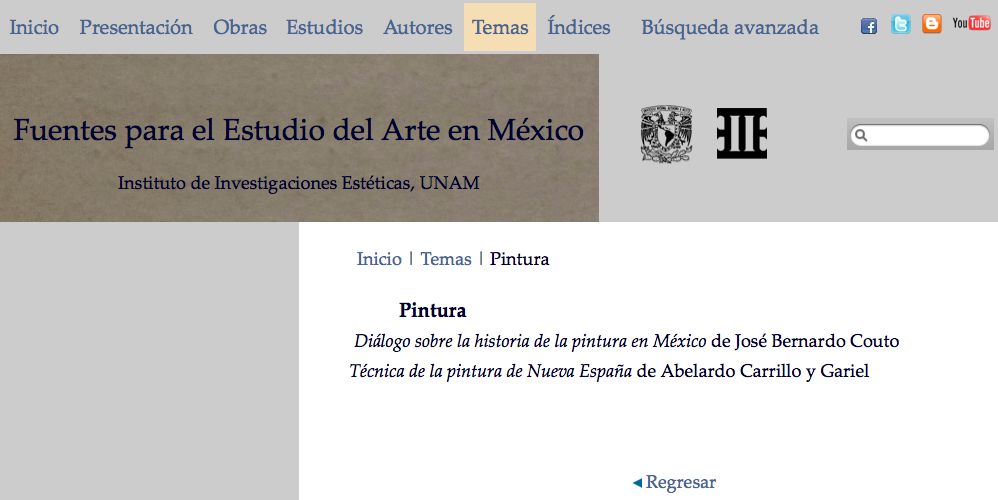 Inicio Presentación Obras Estudios Autores Temas Índices Búsqueda avanzada You Tube
Fuentes para el Estudio del Arte en México
Instituto de Investigaciones Estéticas, UNAM
Inicio | Temas | Pintura
Pintura
Diálogo sobre la historia de la pintura en México de José Bernardo Couto
Técnica de la pintura de Nueva España de Abelardo Carrillo y Gariel
Regresar